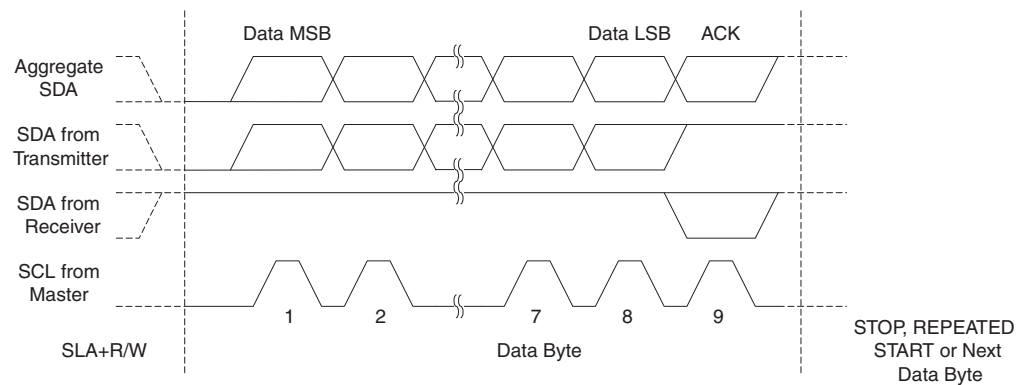 Data MSB
Data LSB
ACK
Aggregate
SDA
SDA from
Transmitter
SDA from
Receiver
SCL from
Master
1
2
7
8
9
SLA+R/W
Data Byte
STOP, REPEATED
START or Next
Data Byte